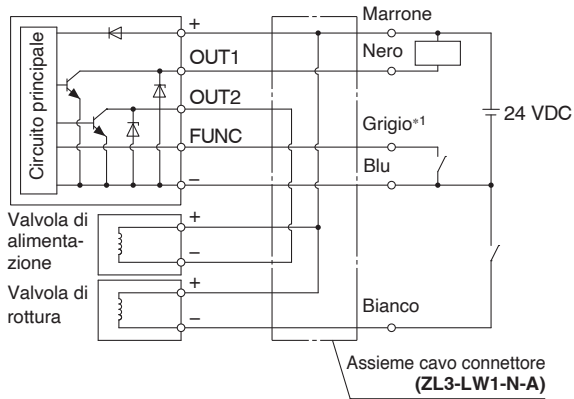 Circuito principale
+
OUT1
OUT2
FUNC
–
Marrone
Nero
Grigio*1
Blu
24 VDC
Valvola di
alimenta-
zione
+
–
Valvola di
rottura
+
–
Bianco
Assieme cavo connettore
(ZL3-LW1-N-A)